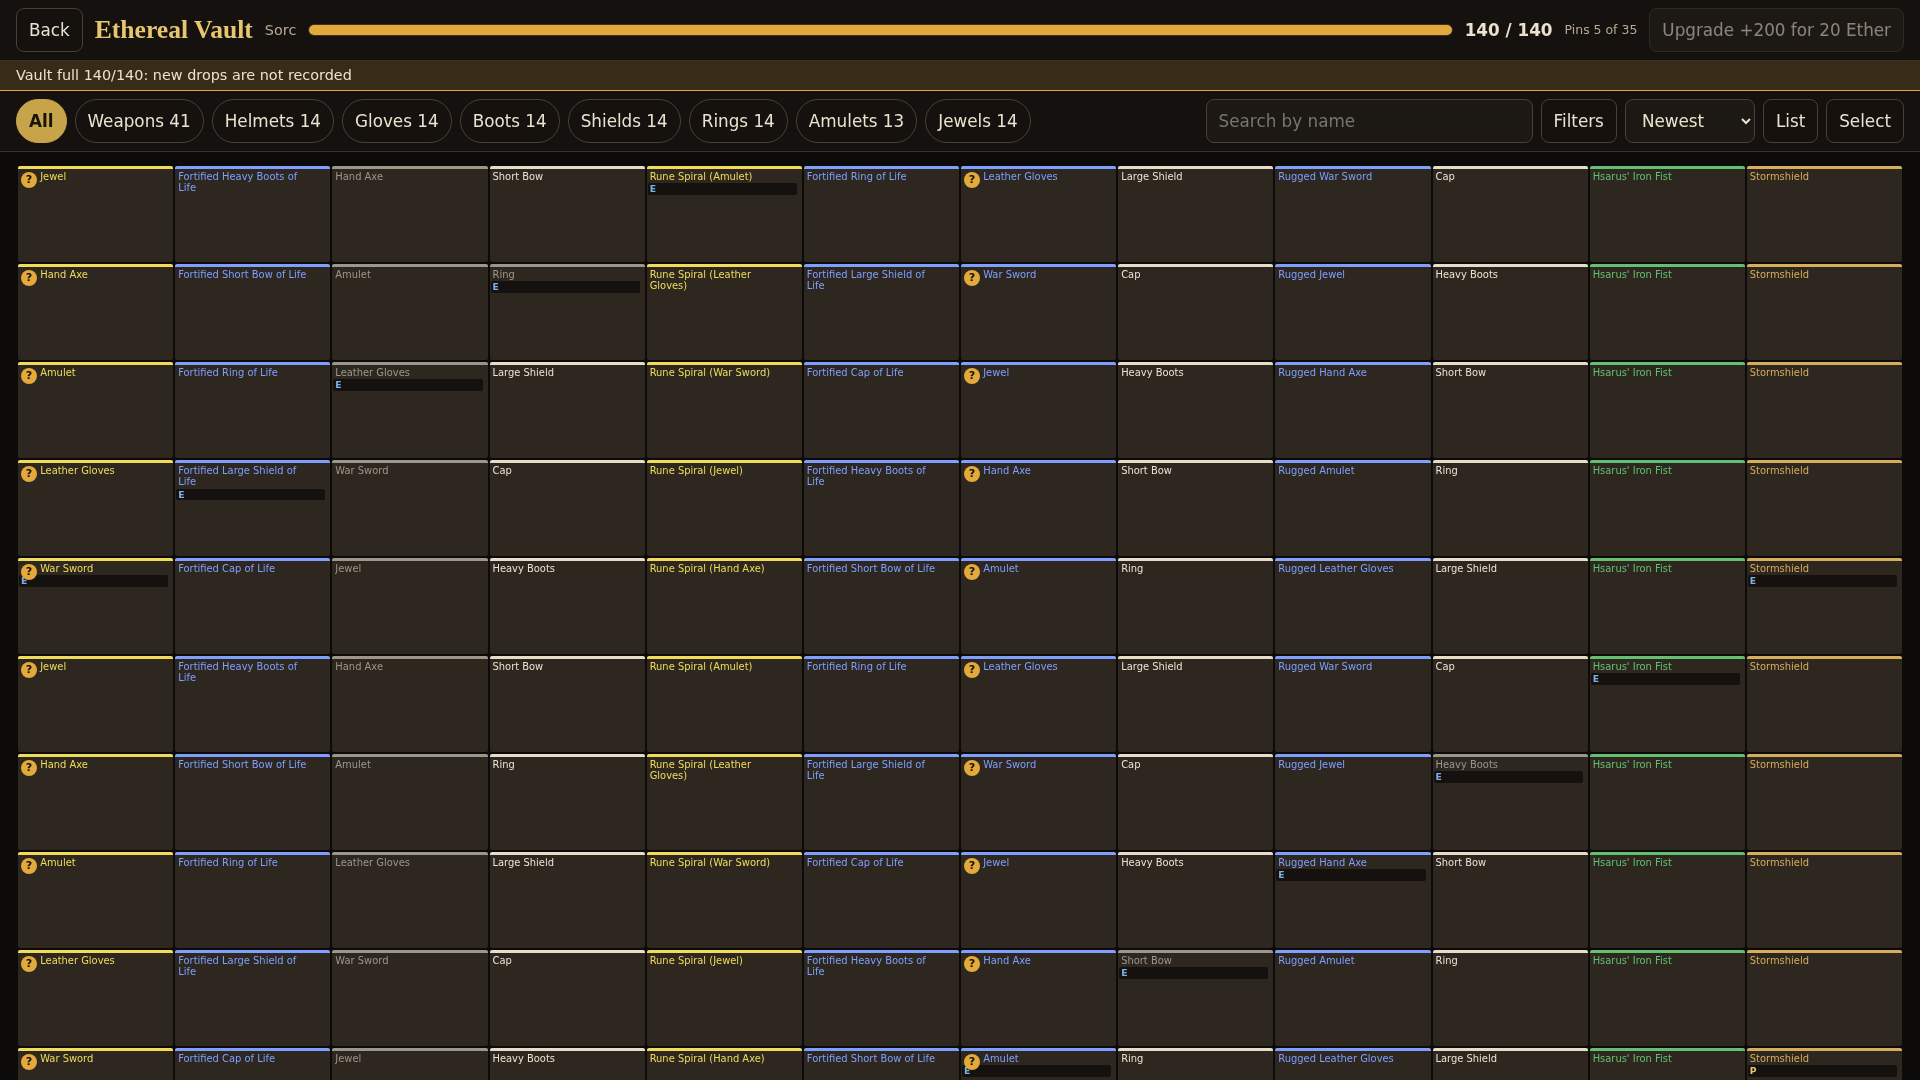 Back
Ethereal Vault
Sorc
140 / 140
Pins 5 of 35
Upgrade +200 for 20 Ether
Vault full 140/140: new drops are not recorded
All
Weapons 41
Helmets 14
Gloves 14
Boots 14
Shields 14
Rings 14
Amulets 13
Jewels 14
Search by name
Filters
Newest
List
Select
? Jewel
Fortified Heavy Boots of
Life
Hand Axe
Short Bow
Rune Spiral (Amulet)
E
Fortified Ring of Life
? Leather Gloves
Large Shield
Rugged War Sword
Cap
Hsarus' Iron Fist
Stormshield
? Hand Axe
Fortified Short Bow of Life
Amulet
Ring
E
Rune Spiral (Leather
Gloves)
Fortified Large Shield of
Life
? War Sword
Cap
Rugged Jewel
Heavy Boots
Hsarus' Iron Fist
Stormshield
? Amulet
Fortified Ring of Life
Leather Gloves
E
Large Shield
Rune Spiral (War Sword)
Fortified Cap of Life
? Jewel
Heavy Boots
Rugged Hand Axe
Short Bow
Hsarus' Iron Fist
Stormshield
? Leather Gloves
Fortified Large Shield of
Life
E
War Sword
Cap
Rune Spiral (Jewel)
Fortified Heavy Boots of
Life
? Hand Axe
Short Bow
Rugged Amulet
Ring
Hsarus' Iron Fist
Stormshield
? War Sword
E
Fortified Cap of Life
Jewel
Heavy Boots
Rune Spiral (Hand Axe)
Fortified Short Bow of Life
? Amulet
Ring
Rugged Leather Gloves
Large Shield
Hsarus' Iron Fist
Stormshield
E
? Jewel
Fortified Heavy Boots of
Life
Hand Axe
Short Bow
Rune Spiral (Amulet)
Fortified Ring of Life
? Leather Gloves
Large Shield
Rugged War Sword
Cap
Hsarus' Iron Fist
E
Stormshield
? Hand Axe
Fortified Short Bow of Life
Amulet
Ring
Rune Spiral (Leather
Gloves)
Fortified Large Shield of
Life
? War Sword
Cap
Rugged Jewel
Heavy Boots
E
Hsarus' Iron Fist
Stormshield
? Amulet
Fortified Ring of Life
Leather Gloves
Large Shield
Rune Spiral (War Sword)
Fortified Cap of Life
? Jewel
Heavy Boots
Rugged Hand Axe
E
Short Bow
Hsarus' Iron Fist
Stormshield
? Leather Gloves
Fortified Large Shield of
Life
War Sword
Cap
Rune Spiral (Jewel)
Fortified Heavy Boots of
Life
? Hand Axe
Short Bow
E
Rugged Amulet
Ring
Hsarus' Iron Fist
Stormshield
? War Sword
Fortified Cap of Life
Jewel
Heavy Boots
Rune Spiral (Hand Axe)
Fortified Short Bow of Life
? Amulet
E
Ring
Rugged Leather Gloves
Large Shield
Hsarus' Iron Fist
Stormshield
P